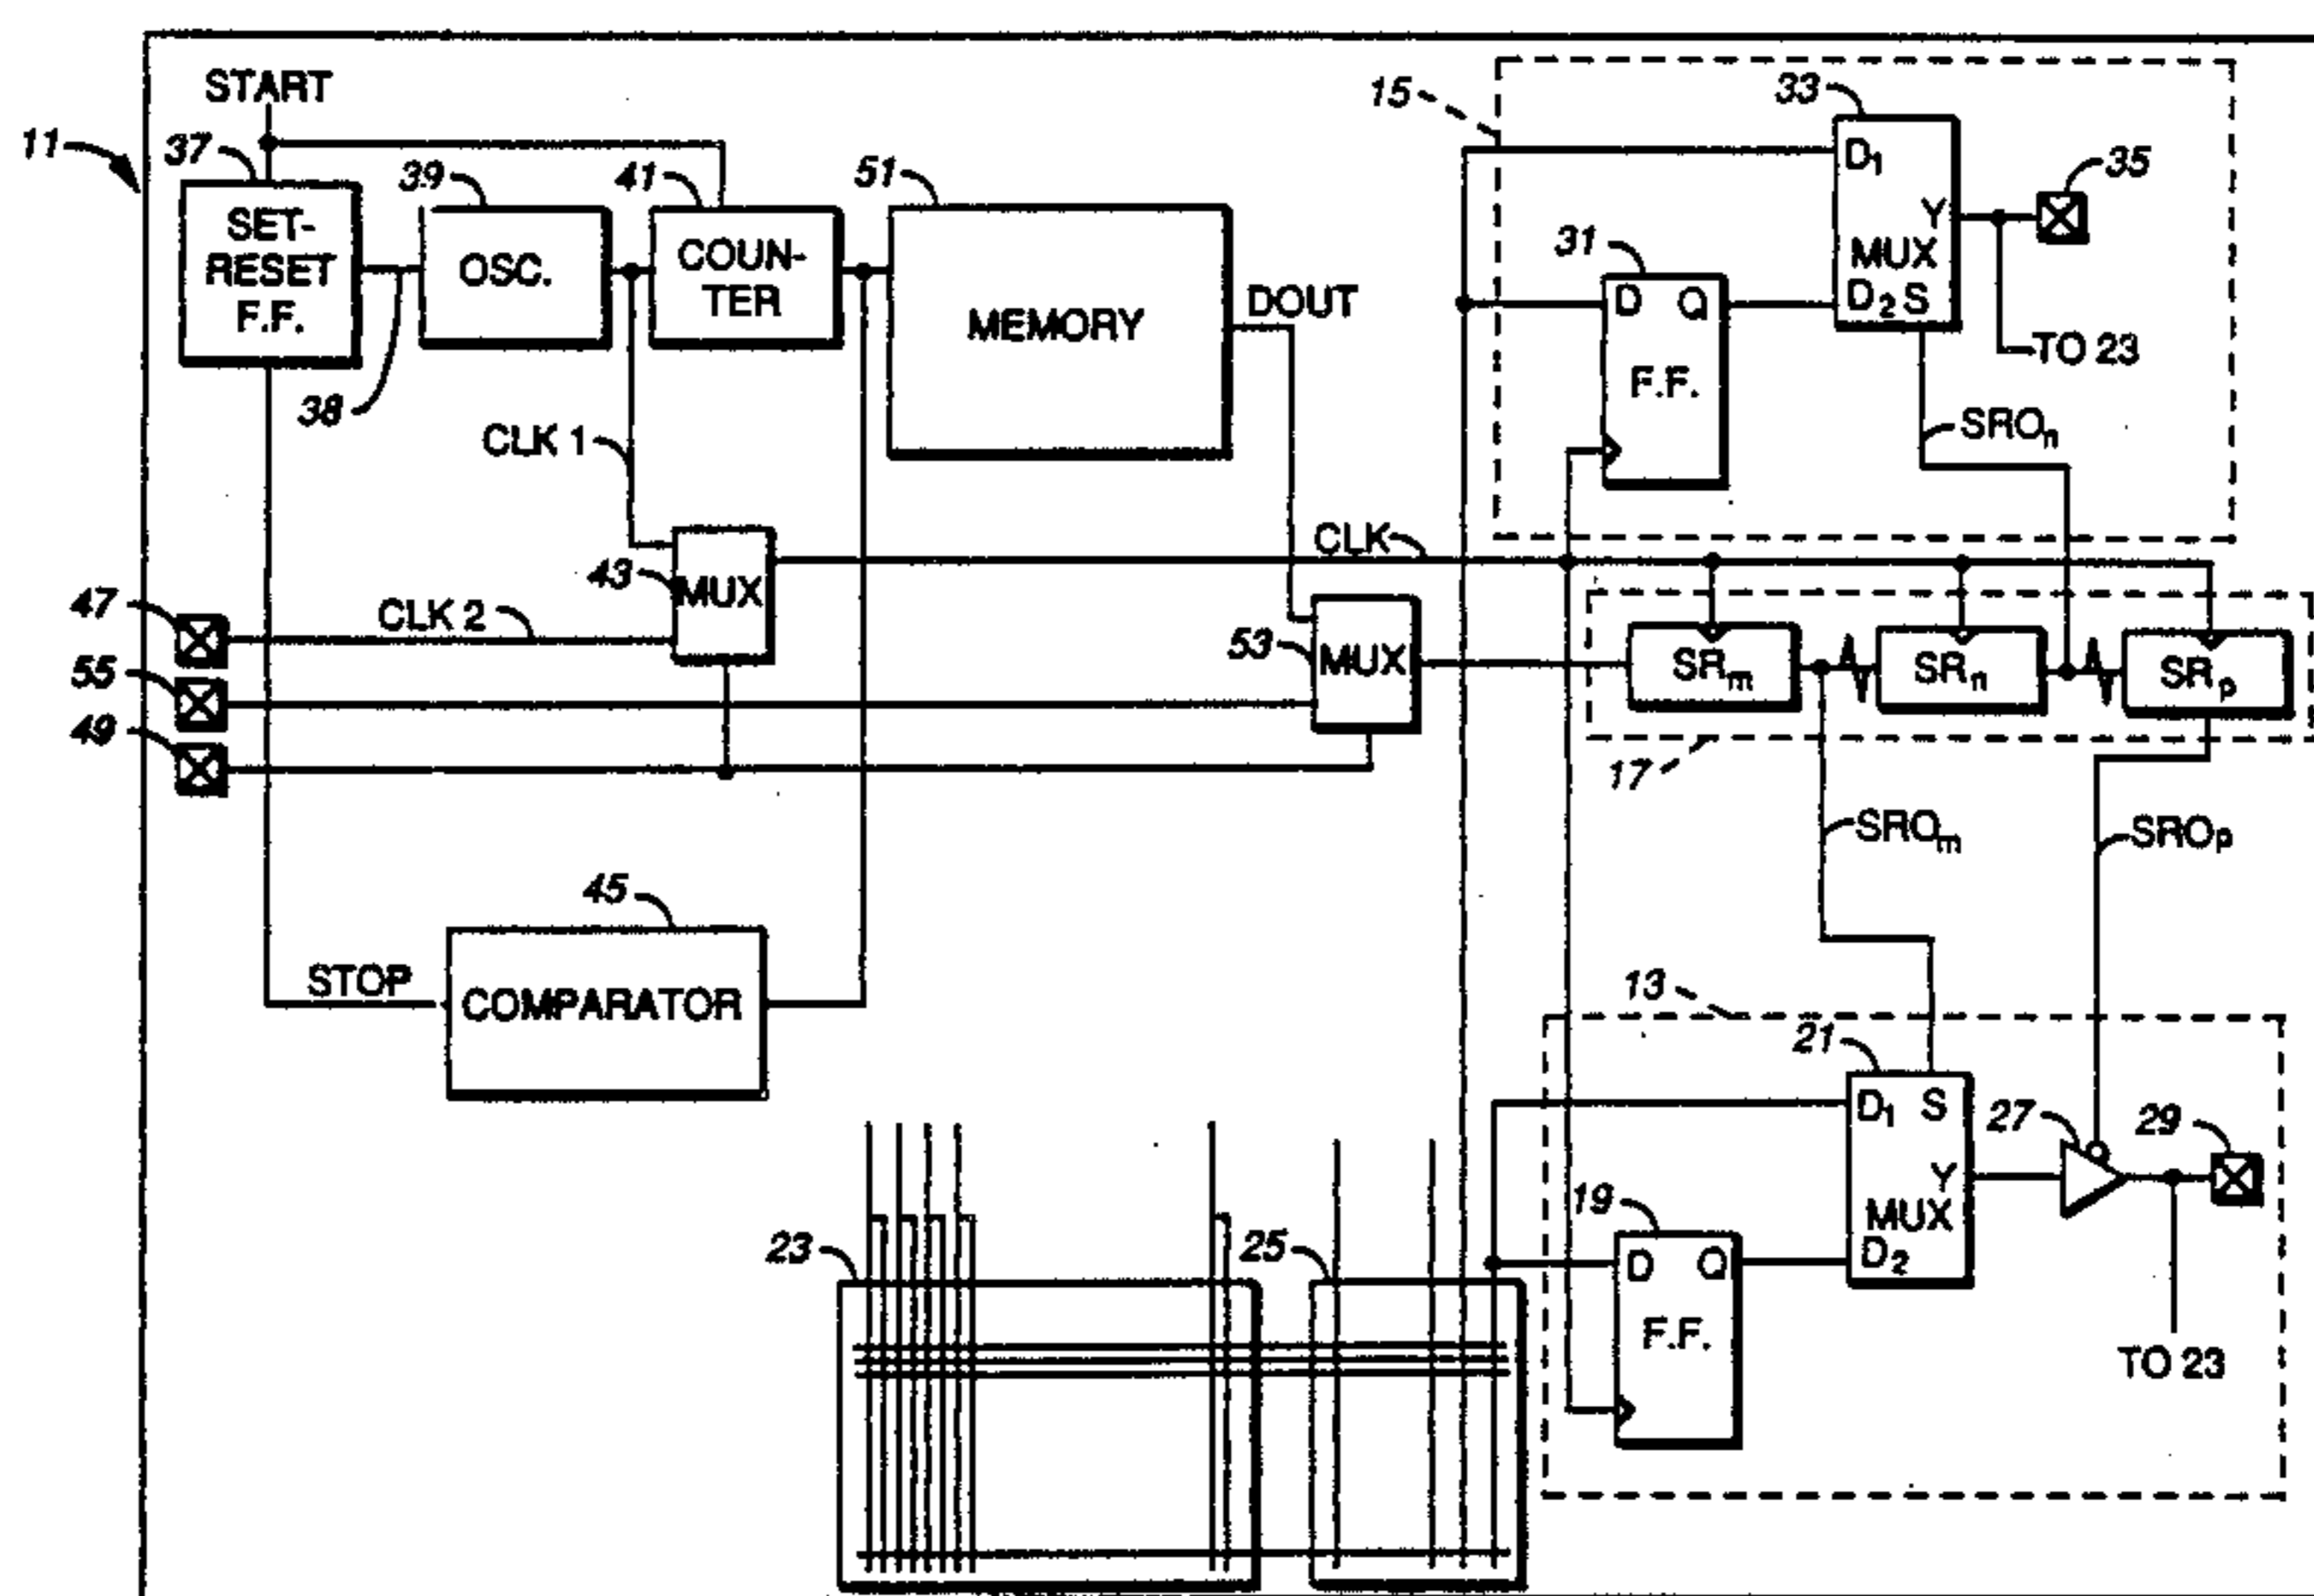 START
11
37
SET-
RESET
F.F.
38
39
OSC.
41
COUN-
TER
51
MEMORY
DOUT
15
33
D1
Y
MUX
D2 S
35
TO 23
31
D Q
F.F.
SROn
CLK 1
43
MUX
CLK
47
CLK 2
55
49
53
MUX
SRm
SRn
SRp
17
SROm
SROp
45
COMPARATOR
STOP
13
21
D1 S
Y
MUX
D2
27
29
TO 23
19
D Q
F.F.
23
25